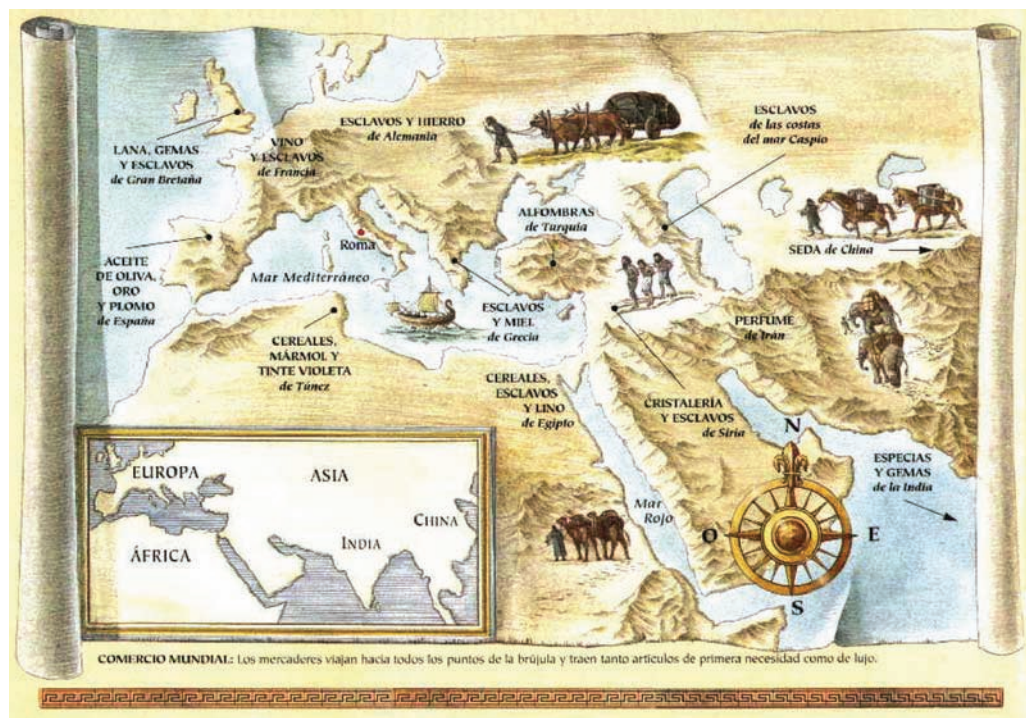 ESCLAVOS Y HIERRO
de Alemania
ESCLAVOS
de las costas
del mar Caspio
LANA, GEMAS
Y ESCLAVOS
de Gran Bretaña
VINO
Y ESCLAVOS
de Francia
ALFOMBRAS
de Turquía
Roma
SEDA de China
Mar Mediterráneo
ACEITE
DE OLIVA,
ORO
Y PLOMO
de España
ESCLAVOS
Y MIEL
de Grecia
PERFUME
de Irán
CEREALES,
MÁRMOL Y
TINTE VIOLETA
de Túnez
CEREALES,
ESCLAVOS
Y LINO
de Egipto
CRISTALERÍA
Y ESCLAVOS
de Siria
N
ESPECIAS
Y GEMAS
de la India
EUROPA
ASIA
CHINA
INDIA
ÁFRICA
Mar
Rojo
O
E
S
COMERCIO MUNDIAL: Los mercaderes viajan hacia todos los puntos de la brújula y traen tanto artículos de primera necesidad como de lujo.